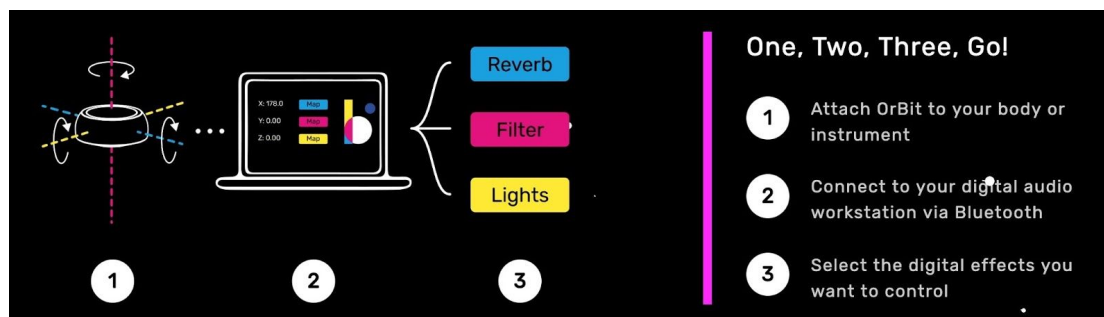 X: 178.0 Map
Y: 0.00 Map
Z: 0.00 Map
Reverb
Filter
Lights
1 2 3
One, Two, Three, Go!
1 Attach OrBit to your body or
instrument
2 Connect to your digital audio
workstation via Bluetooth
3 Select the digital effects you
want to control